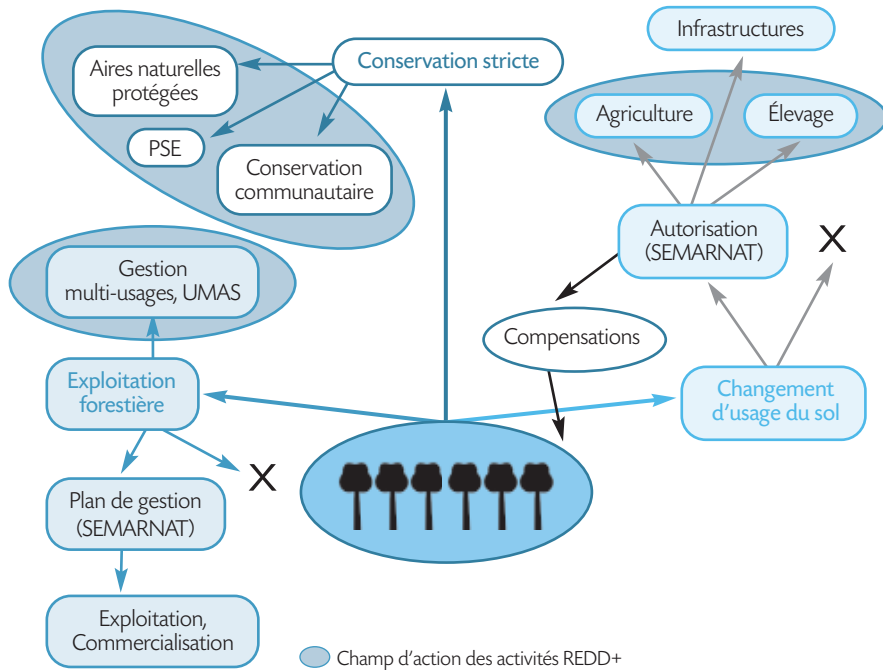 Infrastructures
Conservation stricte
Aires naturelles
protégées
PSE
Conservation
communautaire
Agriculture
Élevage
Autorisation
(SEMARNAT)
X
Gestion
multi-usages, UMAS
Compensations
Exploitation
forestière
Changement
d'usage du sol
X
Plan de gestion
(SEMARNAT)
Exploitation,
Commercialisation
Champ d'action des activités REDD+